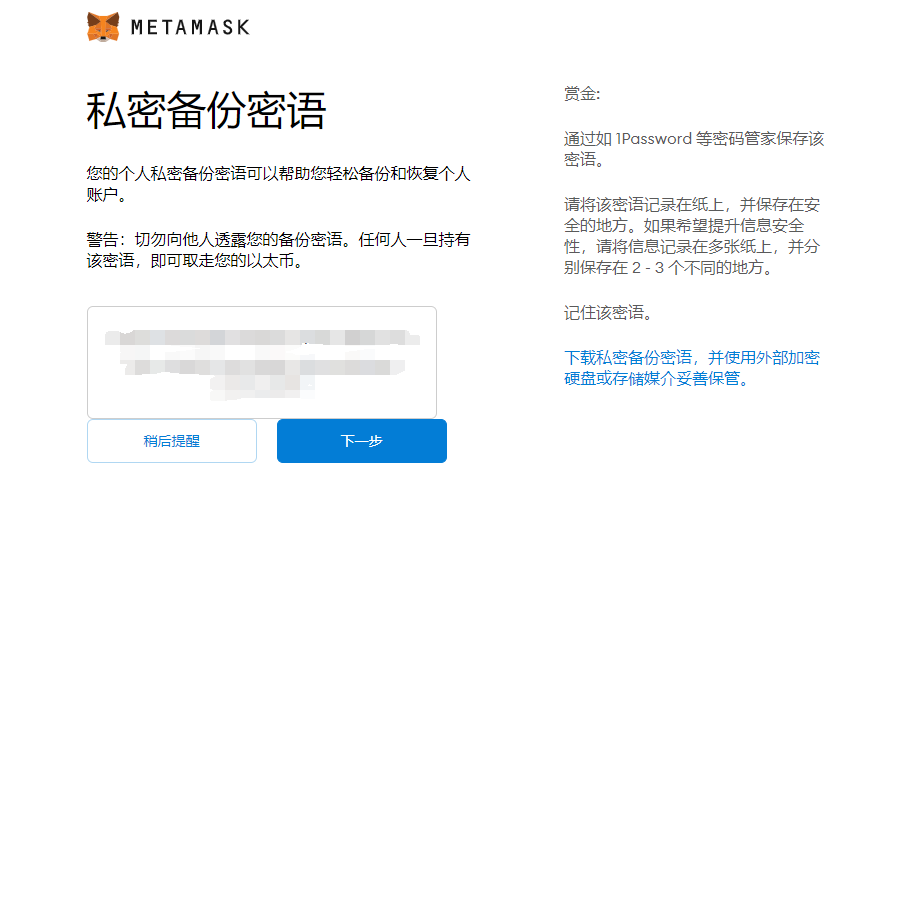 METAMASK
私密备份密语
您的个人私密备份密语可以帮助您轻松备份和恢复个人
账户。
警告：切勿向他人透露您的备份密语。任何人一旦持有
该密语，即可取走您的以太币。
稍后提醒
下一步
赏金:
通过如 1Password 等密码管家保存该
密语。
请将该密语记录在纸上，并保存在安
全的地方。如果希望提升信息安全
性，请将信息记录在多张纸上，并分
别保存在 2 - 3 个不同的地方。
记住该密语。
下载私密备份密语，并使用外部加密
硬盘或存储媒介妥善保管。